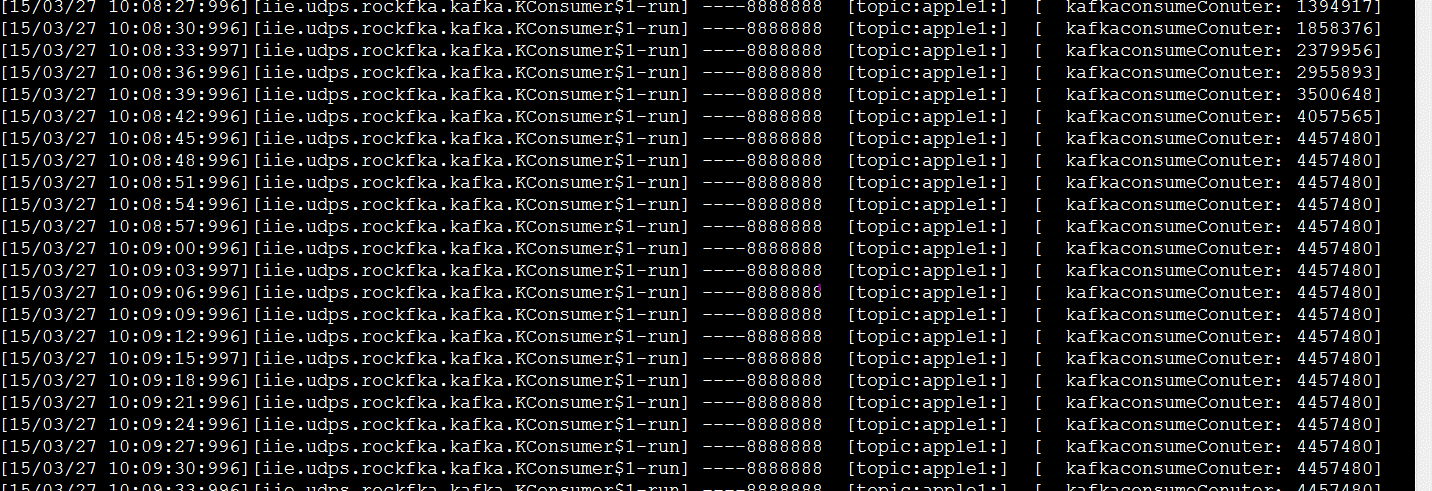 [15/03/27 10:08:27:996][iie.udps.rockfka.kafka.KConsumer$1-run] ----8888888  [topic:apple1:]  [  kafkaconsumeConuter：1394917]
[15/03/27 10:08:30:996][iie.udps.rockfka.kafka.KConsumer$1-run] ----8888888  [topic:apple1:]  [  kafkaconsumeConuter：1858376]
[15/03/27 10:08:33:997][iie.udps.rockfka.kafka.KConsumer$1-run] ----8888888  [topic:apple1:]  [  kafkaconsumeConuter：2379956]
[15/03/27 10:08:36:996][iie.udps.rockfka.kafka.KConsumer$1-run] ----8888888  [topic:apple1:]  [  kafkaconsumeConuter：2955893]
[15/03/27 10:08:39:996][iie.udps.rockfka.kafka.KConsumer$1-run] ----8888888  [topic:apple1:]  [  kafkaconsumeConuter：3500648]
[15/03/27 10:08:42:996][iie.udps.rockfka.kafka.KConsumer$1-run] ----8888888  [topic:apple1:]  [  kafkaconsumeConuter：4057565]
[15/03/27 10:08:45:996][iie.udps.rockfka.kafka.KConsumer$1-run] ----8888888  [topic:apple1:]  [  kafkaconsumeConuter：4457480]
[15/03/27 10:08:48:996][iie.udps.rockfka.kafka.KConsumer$1-run] ----8888888  [topic:apple1:]  [  kafkaconsumeConuter：4457480]
[15/03/27 10:08:51:996][iie.udps.rockfka.kafka.KConsumer$1-run] ----8888888  [topic:apple1:]  [  kafkaconsumeConuter：4457480]
[15/03/27 10:08:54:996][iie.udps.rockfka.kafka.KConsumer$1-run] ----8888888  [topic:apple1:]  [  kafkaconsumeConuter：4457480]
[15/03/27 10:08:57:996][iie.udps.rockfka.kafka.KConsumer$1-run] ----8888888  [topic:apple1:]  [  kafkaconsumeConuter：4457480]
[15/03/27 10:09:00:996][iie.udps.rockfka.kafka.KConsumer$1-run] ----8888888  [topic:apple1:]  [  kafkaconsumeConuter：4457480]
[15/03/27 10:09:03:997][iie.udps.rockfka.kafka.KConsumer$1-run] ----8888888  [topic:apple1:]  [  kafkaconsumeConuter：4457480]
[15/03/27 10:09:06:996][iie.udps.rockfka.kafka.KConsumer$1-run] ----8888888  [topic:apple1:]  [  kafkaconsumeConuter：4457480]
[15/03/27 10:09:09:996][iie.udps.rockfka.kafka.KConsumer$1-run] ----8888888  [topic:apple1:]  [  kafkaconsumeConuter：4457480]
[15/03/27 10:09:12:996][iie.udps.rockfka.kafka.KConsumer$1-run] ----8888888  [topic:apple1:]  [  kafkaconsumeConuter：4457480]
[15/03/27 10:09:15:997][iie.udps.rockfka.kafka.KConsumer$1-run] ----8888888  [topic:apple1:]  [  kafkaconsumeConuter：4457480]
[15/03/27 10:09:18:996][iie.udps.rockfka.kafka.KConsumer$1-run] ----8888888  [topic:apple1:]  [  kafkaconsumeConuter：4457480]
[15/03/27 10:09:21:996][iie.udps.rockfka.kafka.KConsumer$1-run] ----8888888  [topic:apple1:]  [  kafkaconsumeConuter：4457480]
[15/03/27 10:09:24:996][iie.udps.rockfka.kafka.KConsumer$1-run] ----8888888  [topic:apple1:]  [  kafkaconsumeConuter：4457480]
[15/03/27 10:09:27:996][iie.udps.rockfka.kafka.KConsumer$1-run] ----8888888  [topic:apple1:]  [  kafkaconsumeConuter：4457480]
[15/03/27 10:09:30:996][iie.udps.rockfka.kafka.KConsumer$1-run] ----8888888  [topic:apple1:]  [  kafkaconsumeConuter：4457480]
[15/03/27 10:09:33:996][iie.udps.rockfka.kafka.KConsumer$1-run] ----8888888  [topic:apple1:]  [  kafkaconsumeConuter：4457480]